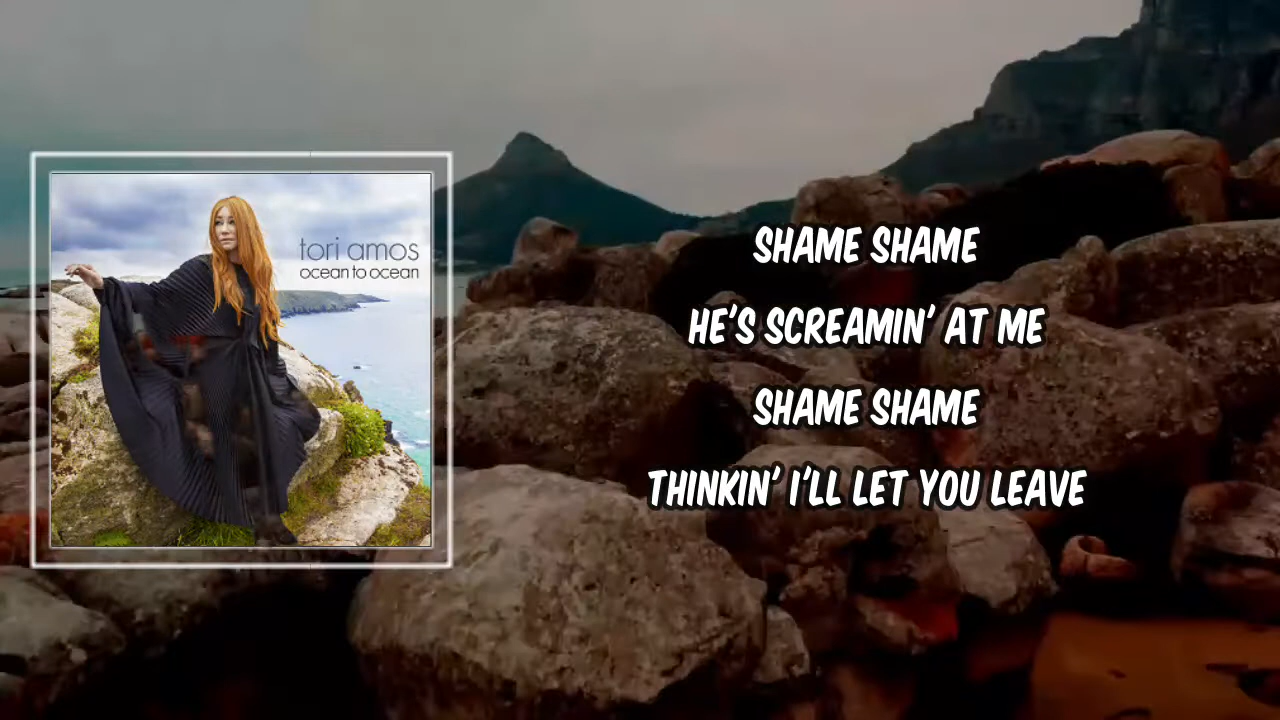 tori amos
ocean to ocean
SHAME SHAME
HE'S SCREAMIN' AT ME
SHAME SHAME
THINKIN' I'LL LET YOU LEAVE